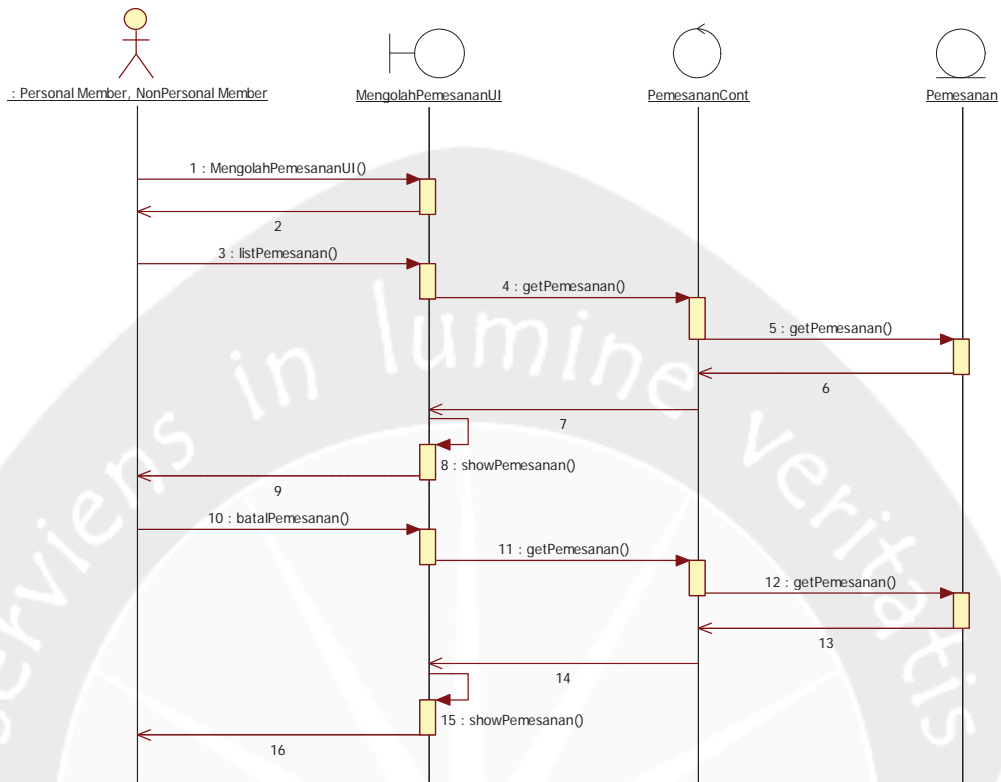 : Personal Member, NonPersonal Member
MengolahPemesananUI
PemesananCont
Pemesanan
1 : MengolahPemesananUI()
2
3 : listPemesanan()
4 : getPemesanan()
5 : getPemesanan()
6
7
8 : showPemesanan()
9
10 : batalPemesanan()
11 : getPemesanan()
12 : getPemesanan()
13
14
15 : showPemesanan()
16
serviens in lumine veritatis